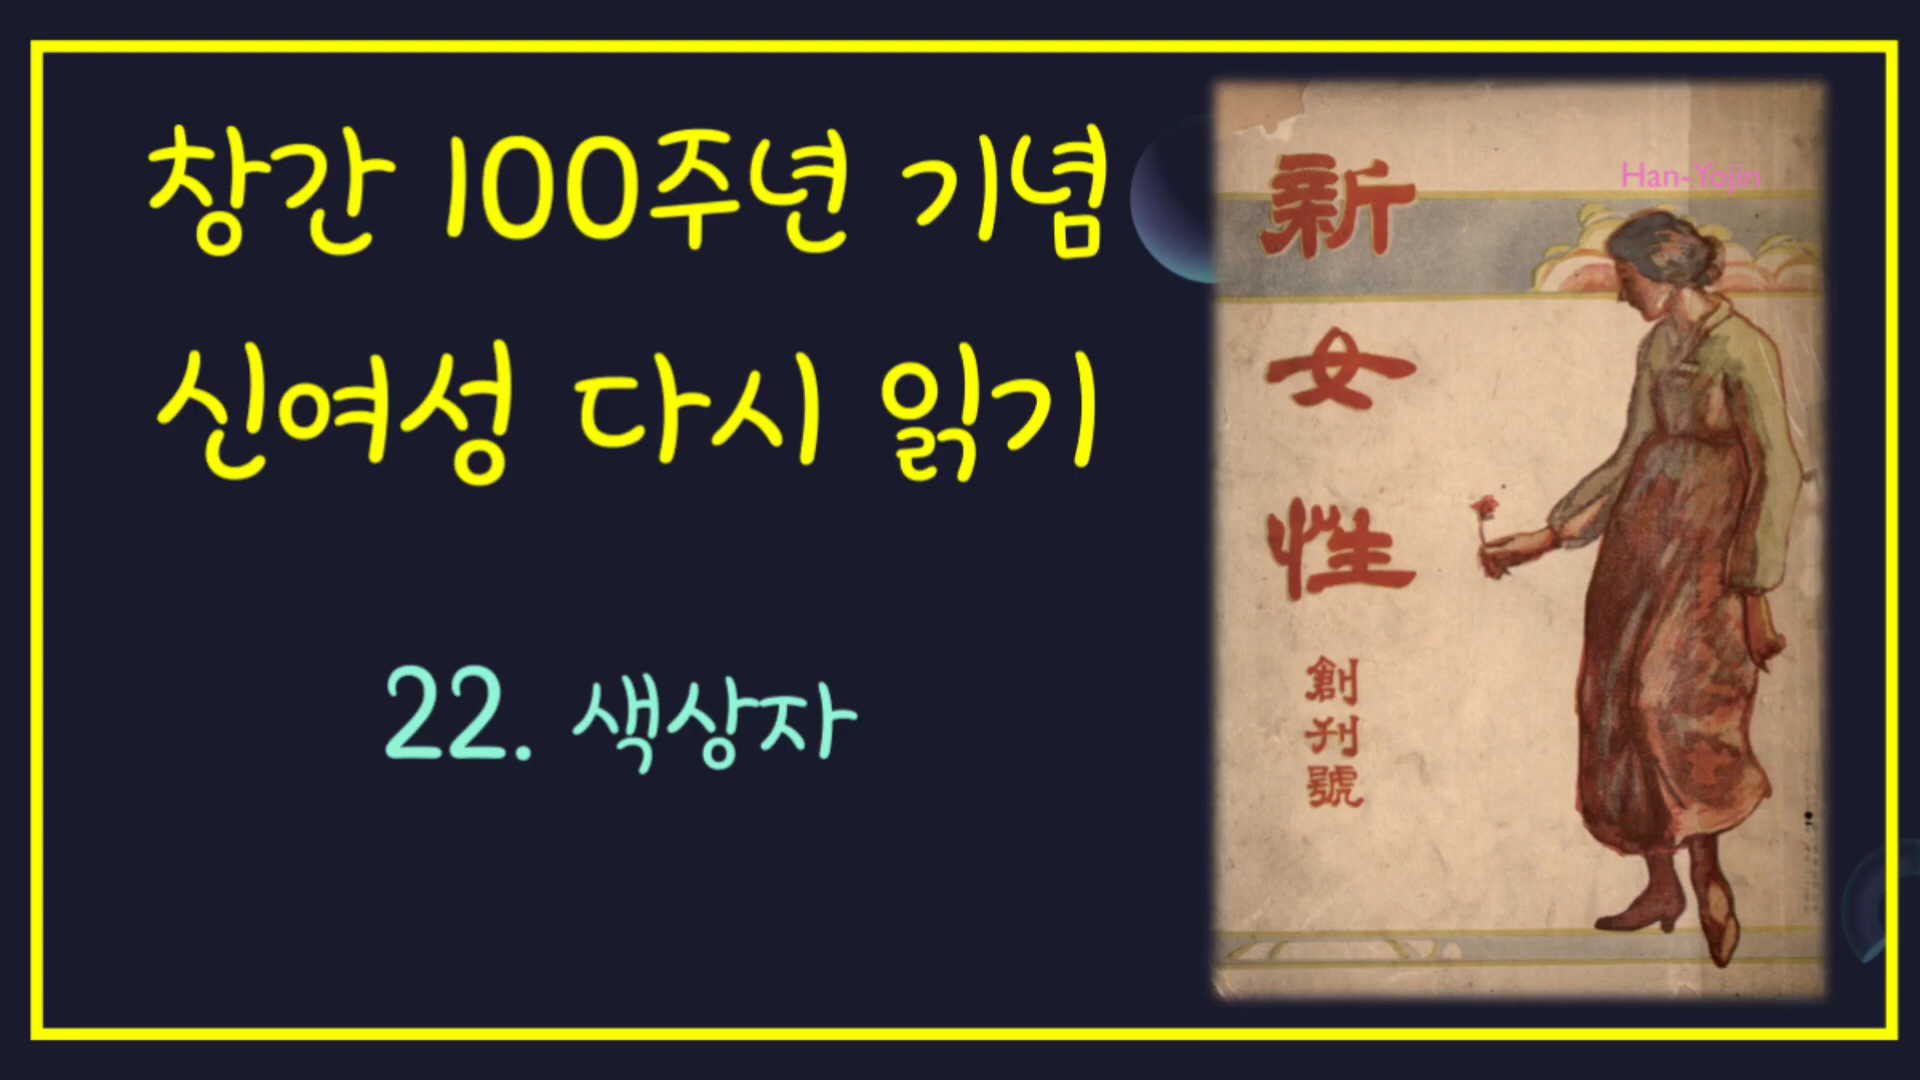 창간 100주년 기념
신여성 다시 읽기
22. 색상자
Han-Yojin
新
女
性
創
刊
號